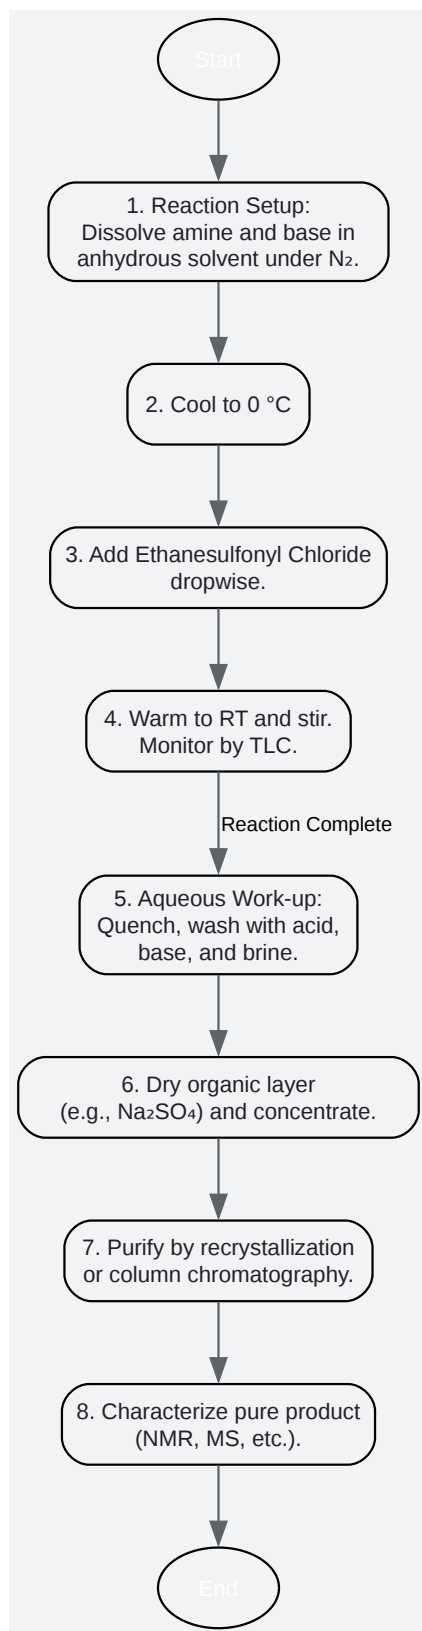 Start
1. Reaction Setup:
Dissolve amine and base in
anhydrous solvent under N₂.
2. Cool to 0 °C
3. Add Ethanesulfonyl Chloride
dropwise.
4. Warm to RT and stir.
Monitor by TLC.
Reaction Complete
5. Aqueous Work-up:
Quench, wash with acid,
base, and brine.
6. Dry organic layer
(e.g., Na₂SO₄) and concentrate.
7. Purify by recrystallization
or column chromatography.
8. Characterize pure product
(NMR, MS, etc.).
End